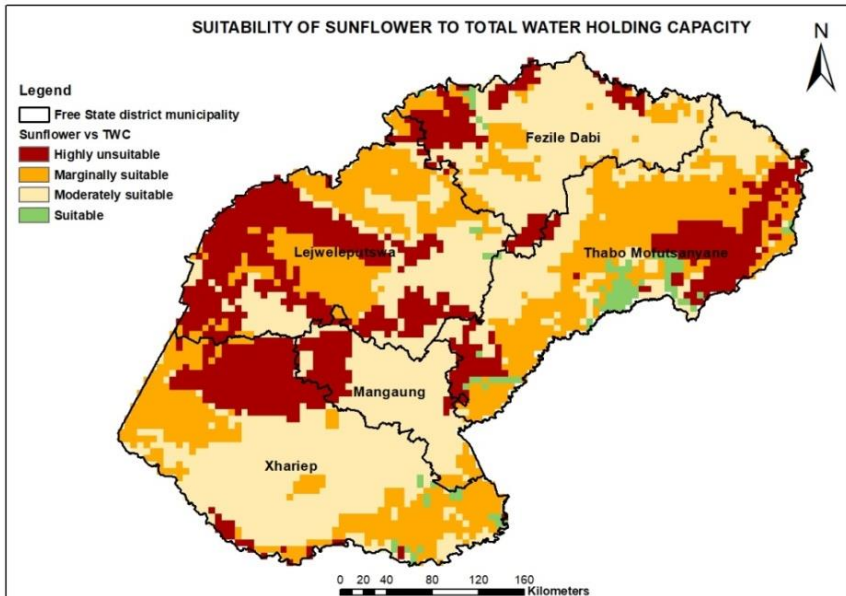 SUITABILITY OF SUNFLOWER TO TOTAL WATER HOLDING CAPACITY
N
Legend
Free State district municipality
Sunflower vs TWC
Highly unsuitable
Marginally suitable
Moderately suitable
Suitable
Fezile Dabi
Lejweleputswa
Thabo Mofutsanyane
Mangaung
Xhariep
0 20 40 80 120 160
Kilometers